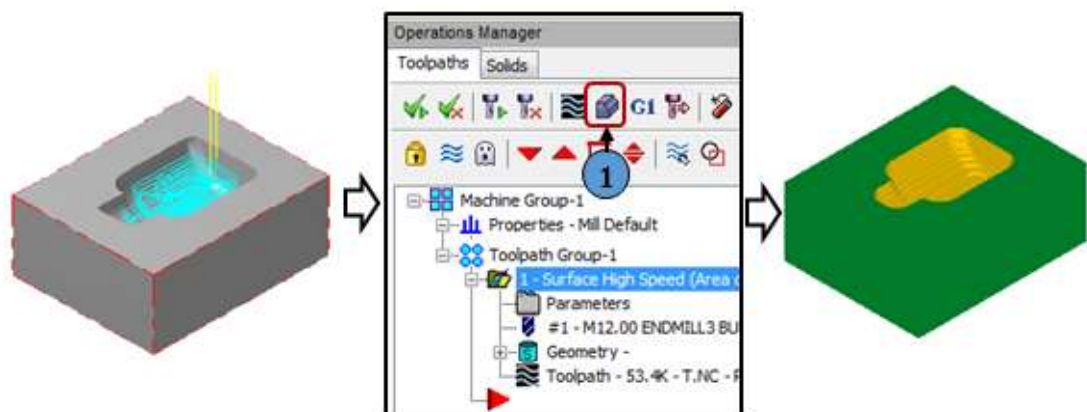 Operations Manager
Toolpaths Solids
G1
1
Machine Group-1
Properties - Mill Default
Toolpath Group-1
1 - Surface High Speed (Area
Parameters
#1 - M12.00 ENDMILL3 BU
Geometry -
Toolpath - 53.4K - T.NC -